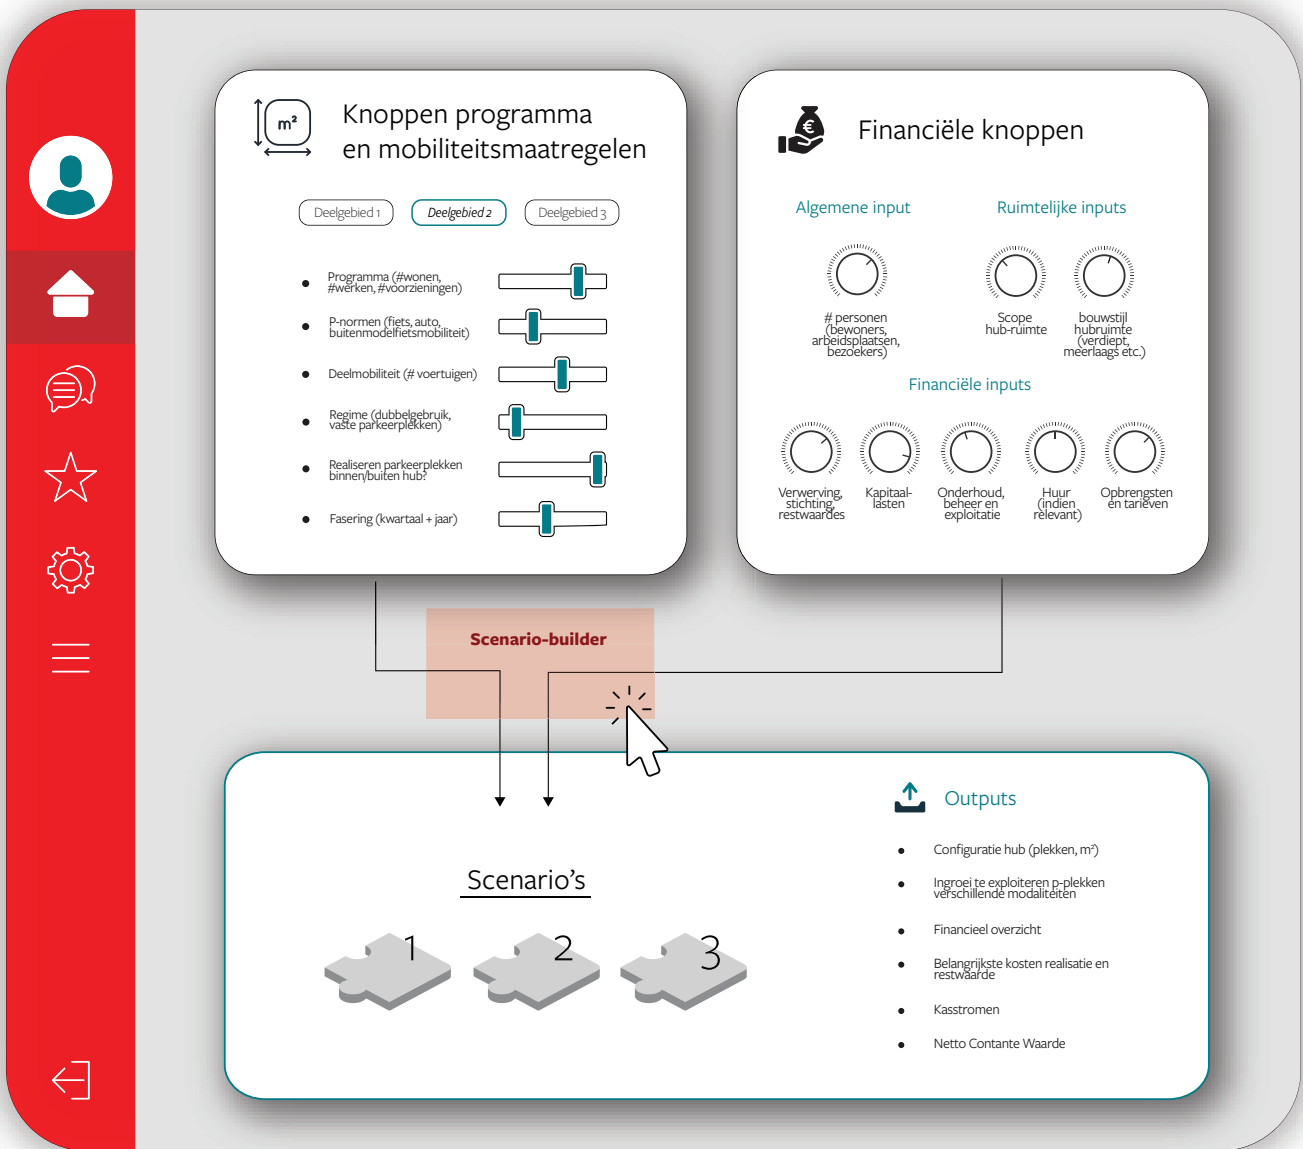 m²
Knoppen programma
en mobiliteitsmaatregelen
Deelgebied 1
Deelgebied 2
Deelgebied 3
Programma (#wonen,
#werken, #voorzieningen)
P-normen (fiets, auto,
buitenmodelfietsmobiliteit)
Deelmobiliteit (# voertuigen)
Regime (dubbelgebruik,
vaste parkeerplekken)
Realiseren parkeerplekken
binnen/buiten hub?
Fasering (kwartaal + jaar)
€
Financiële knoppen
Algemene input
# personen
(bewoners,
arbeidsplaatsen,
bezoekers)
Ruimtelijke inputs
Scope
hub-ruimte
bouwstijl
hubruimte
(verdiept,
meerlaags etc.)
Financiële inputs
Verwerving,
stichting,
restwaardes
Kapitaal-
lasten
Onderhoud,
beheer en
exploitatie
Huur
(indien
relevant)
Opbrengsten
en tarieven
Scenario-builder
Scenario's
1
2
3
Outputs
Configuratie hub (plekken, m²)
Ingroei te exploiteren p-plekken
verschillende modaliteiten
Financieel overzicht
Belangrijkste kosten realisatie en
restwaarde
Kasstromen
Netto Contante Waarde